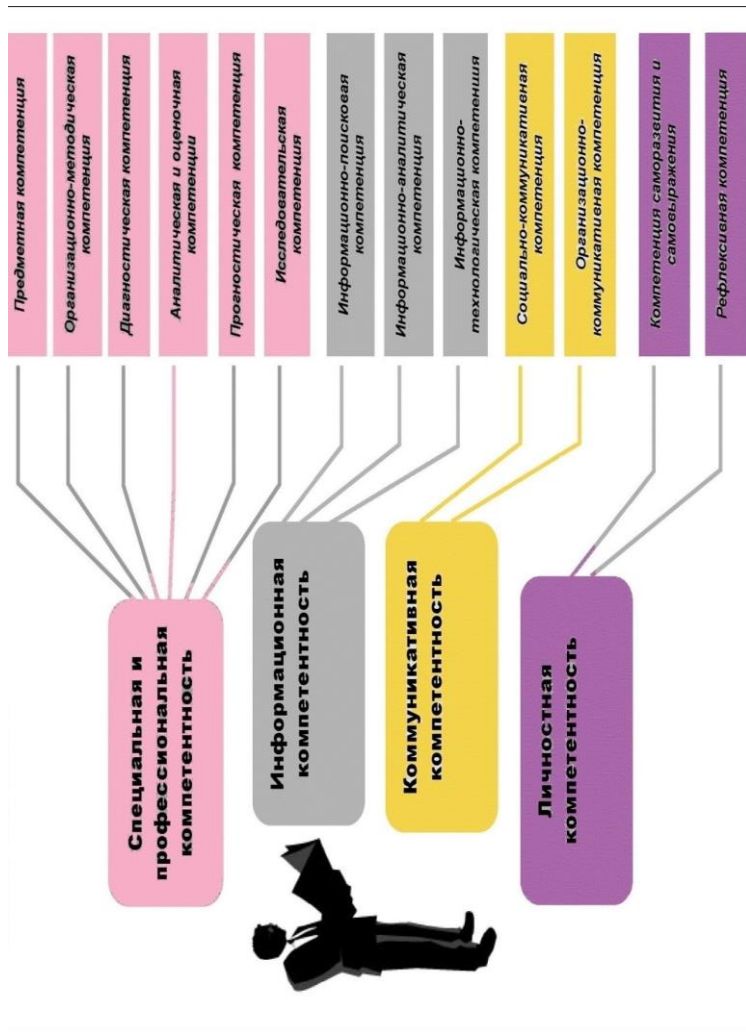 Предметная компетенция
Организационно-методическая
компетенция
Диагностическая компетенция
Аналитическая и оценочная
компетенции
Прогностическая компетенция
Исследовательская
компетенция
Информационно-поисковая
компетенция
Информационно-аналитическая
компетенция
Информационно-
технологическая компетенция
Социально-коммуникативная
компетенция
Организационно-
коммуникативная компетенция
Компетенция саморазвития и
самовыражения
Рефлексивная компетенция
Специальная и
профессиональная
компетентность
Информационная
компетентность
Коммуникативная
компетентность
Личностная
компетентность